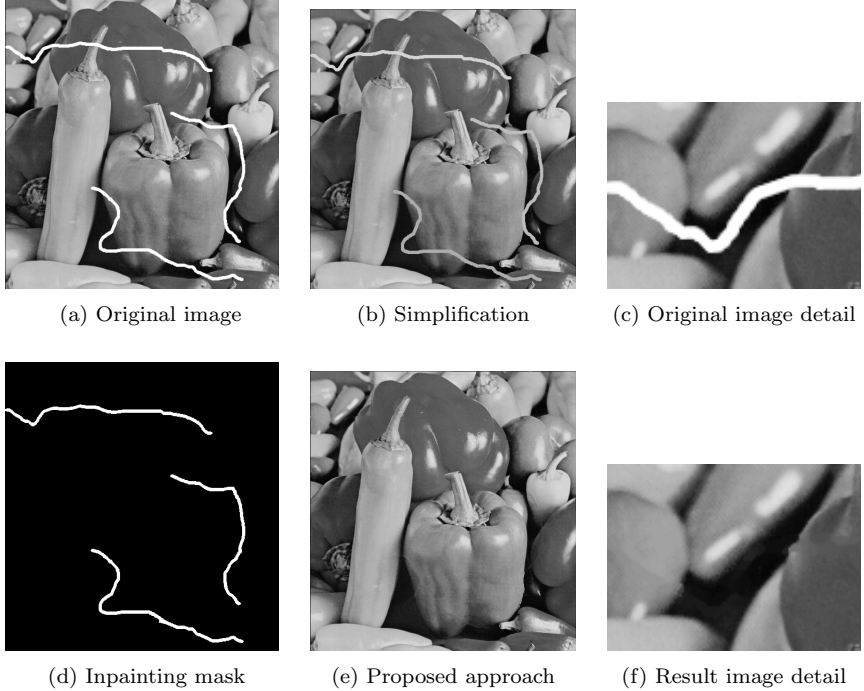 (a) Original image
(b) Simplification
(c) Original image detail
(d) Inpainting mask
(e) Proposed approach
(f) Result image detail